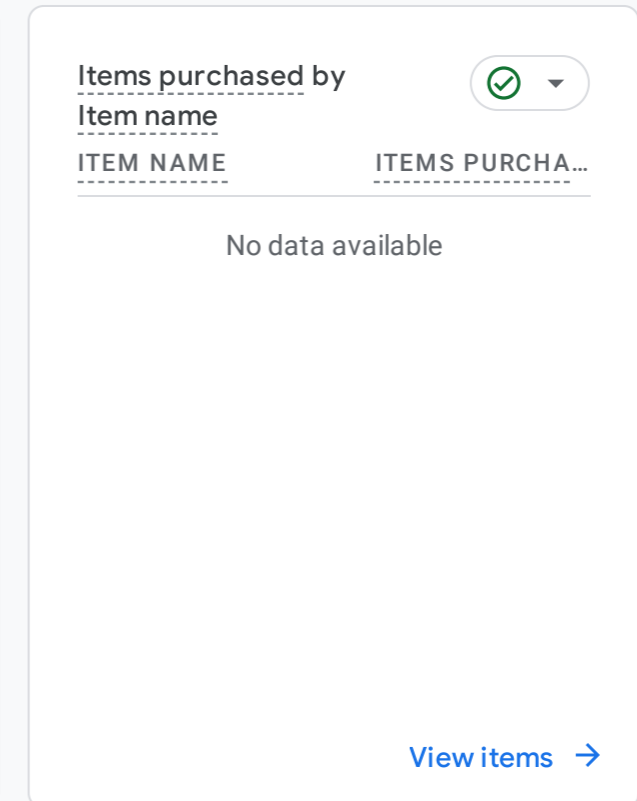 Items purchased by
Item name
ITEM NAME ITEMS PURCHA…
No data available
View items